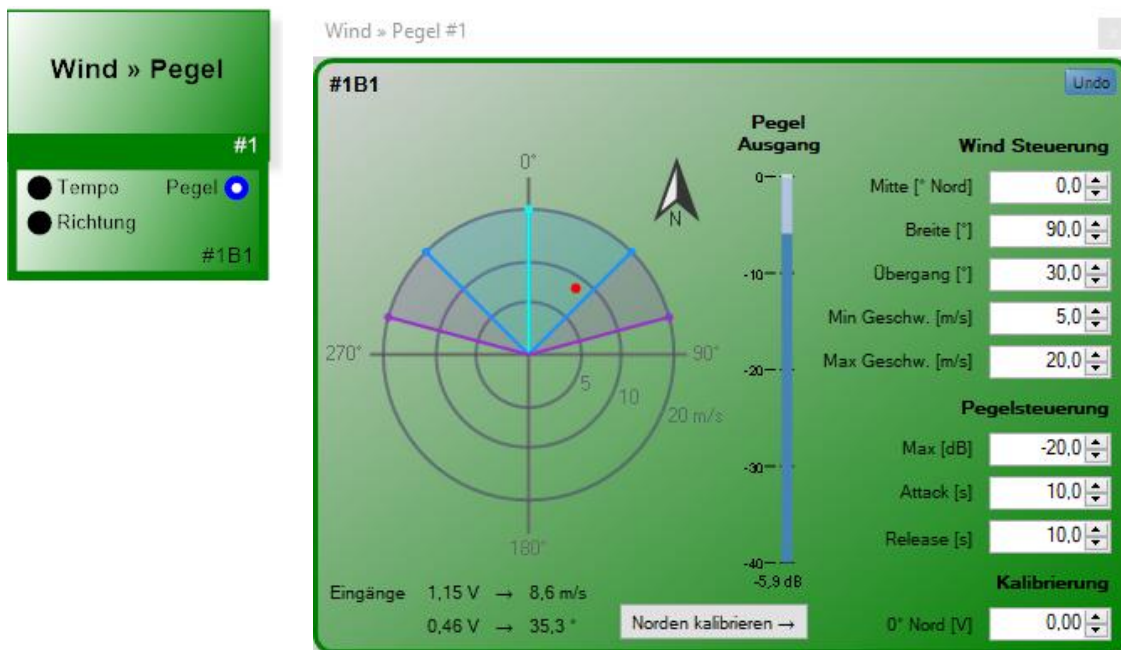 Wind » Pegel
#1
Tempo Pegel
Richtung
#1B1
Wind » Pegel #1
#1B1
Undo
Pegel
Ausgang
0°
N
270°
90°
5
10
20 m/s
180°
0
-10
-20
-30
-40
-5,9 dB
Wind Steuerung
Mitte [° Nord] 0,0
Breite [°] 90,0
Übergang [°] 30,0
Min Geschw. [m/s] 5,0
Max Geschw. [m/s] 20,0
Pegelsteuerung
Max [dB] -20,0
Attack [s] 10,0
Release [s] 10,0
Kalibrierung
0° Nord [V] 0,00
Eingänge 1,15 V → 8,6 m/s
0,46 V → 35,3 °
Norden kalibrieren →